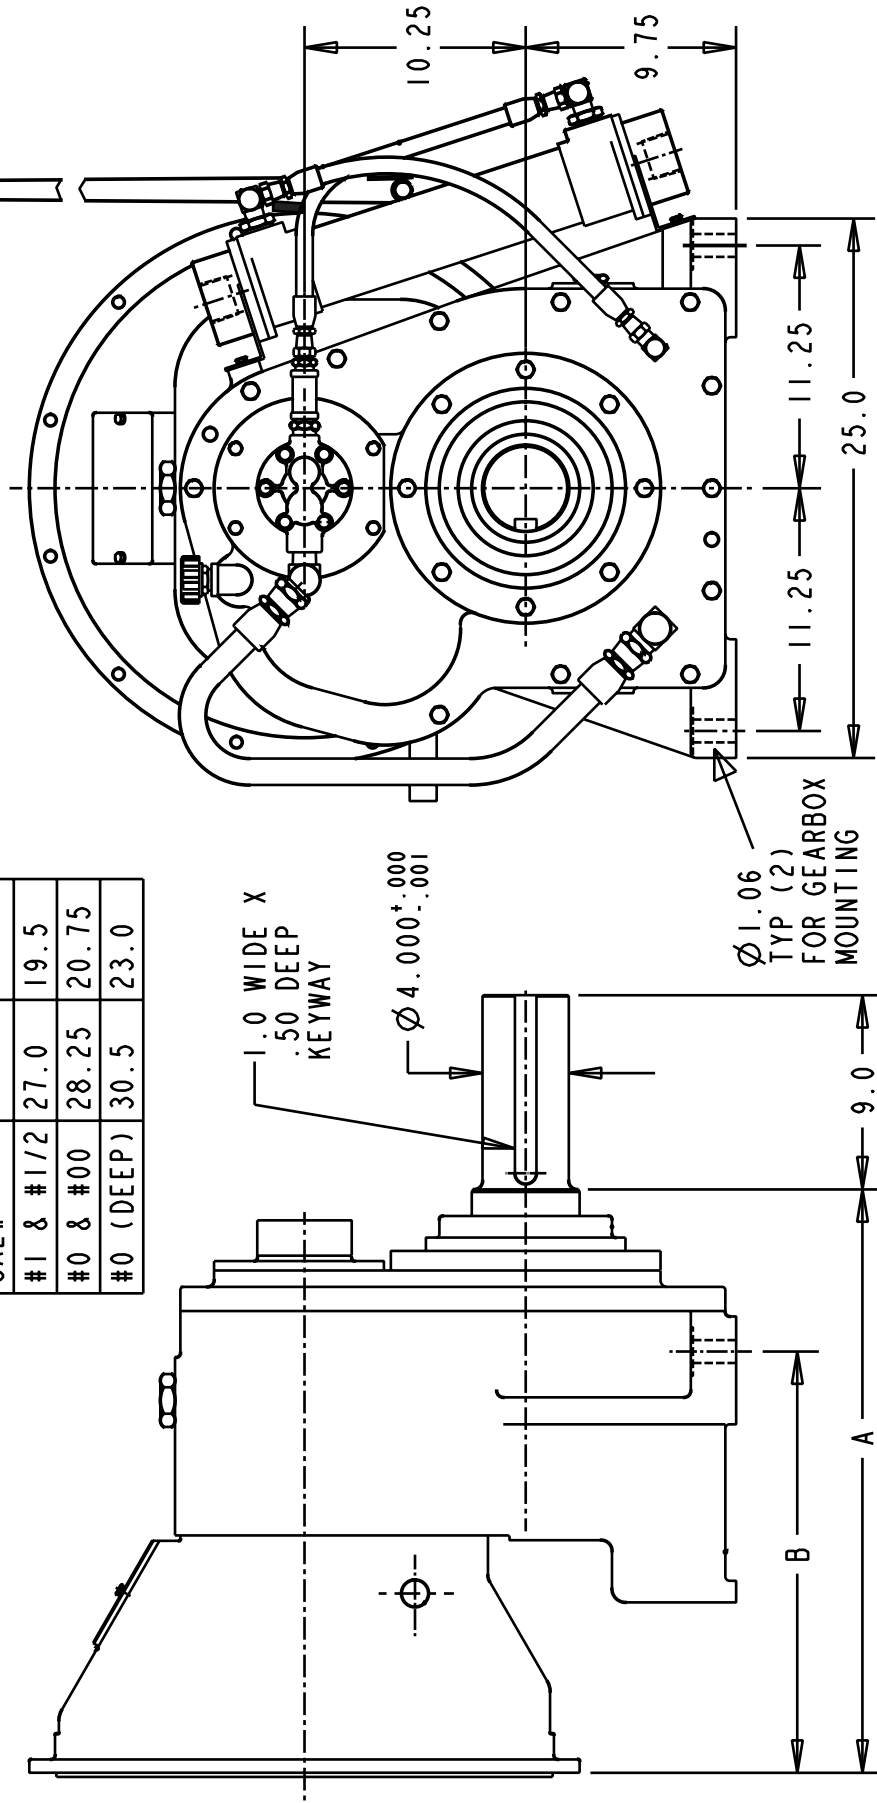 #1 & #1/2 27.0 19.5
#0 & #00 28.25 20.75
#0 (DEEP) 30.5 23.0
1.0 WIDE X
.50 DEEP
KEYWAY
Ø4.000 +.000
-.001
9.0
A
B
10.25
9.75
11.25
11.25
25.0
Ø1.06
TYP (2)
FOR GEARBOX
MOUNTING